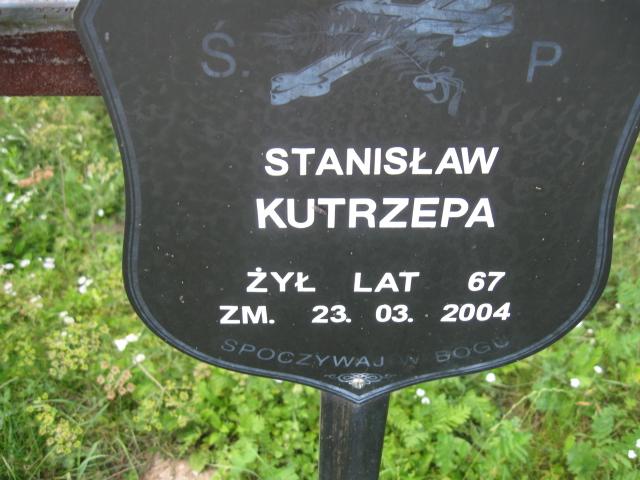 Ś. P.
STANISŁAW
KUTRZEPA
ŻYŁ LAT 67
ZM. 23. 03. 2004
SPOCZYWAJ W BOGU